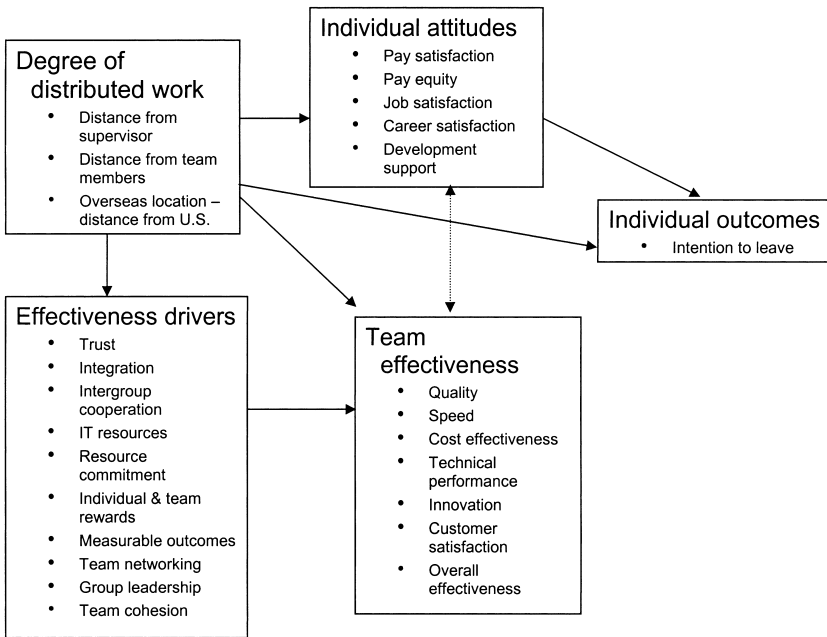 Degree of
distributed work
• Distance from
supervisor
• Distance from team
members
• Overseas location –
distance from U.S.
Individual attitudes
• Pay satisfaction
• Pay equity
• Job satisfaction
• Career satisfaction
• Development
support
Individual outcomes
• Intention to leave
Effectiveness drivers
• Trust
• Integration
• Intergroup
cooperation
• IT resources
• Resource
commitment
• Individual & team
rewards
• Measurable outcomes
• Team networking
• Group leadership
• Team cohesion
Team
effectiveness
• Quality
• Speed
• Cost effectiveness
• Technical
performance
• Innovation
• Customer
satisfaction
• Overall
effectiveness